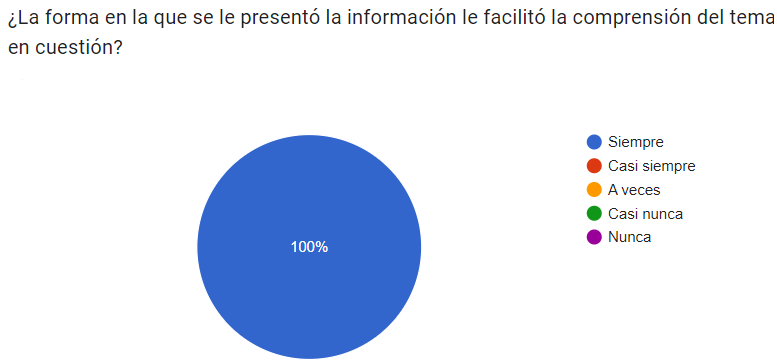 ¿La forma en la que se le presentó la información le facilitó la comprensión del tema
en cuestión?
100%
Siempre
Casi siempre
A veces
Casi nunca
Nunca